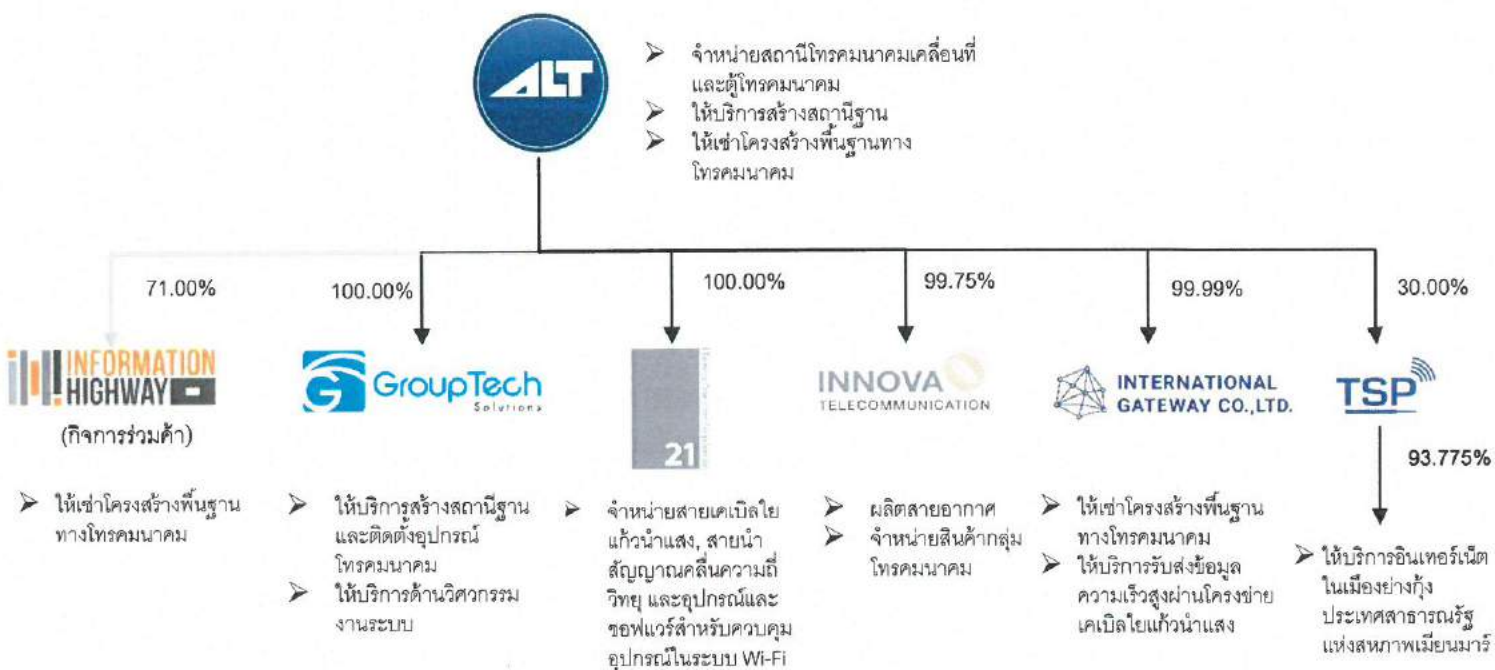 ALT
➢ จำหน่ายสถานีโทรคมนาคมเคลื่อนที่
และตู้โทรคมนาคม
➢ ให้บริการสร้างสถานีฐาน
➢ ให้เช่าโครงสร้างพื้นฐานทาง
โทรคมนาคม
71.00%
100.00%
100.00%
99.75%
99.99%
30.00%
INFORMATION
HIGHWAY
(กิจการร่วมค้า)
➢ ให้เช่าโครงสร้างพื้นฐาน
ทางโทรคมนาคม
GroupTech
Solutions
➢ ให้บริการสร้างสถานีฐาน
และติดตั้งอุปกรณ์
โทรคมนาคม
➢ ให้บริการด้านวิศวกรรม
งานระบบ
21
➢ จำหน่ายสายเคเบิลใย
แก้วนำแสง, สายนำ
สัญญาณคลื่นความถี่
วิทยุ และอุปกรณ์และ
ซอฟแวร์สำหรับควบคุม
อุปกรณ์ในระบบ Wi-Fi
INNOVA
TELECOMMUNICATION
➢ ผลิตสายอากาศ
➢ จำหน่ายสินค้ากลุ่ม
โทรคมนาคม
INTERNATIONAL
GATEWAY CO.,LTD.
➢ ให้เช่าโครงสร้างพื้นฐาน
ทางโทรคมนาคม
➢ ให้บริการรับส่งข้อมูล
ความเร็วสูงผ่านโครงข่าย
เคเบิลใยแก้วนำแสง
TSP
93.775%
➢ ให้บริการอินเทอร์เน็ต
ในเมืองย่างกุ้ง
ประเทศสาธารณรัฐ
แห่งสหภาพเมียนมาร์